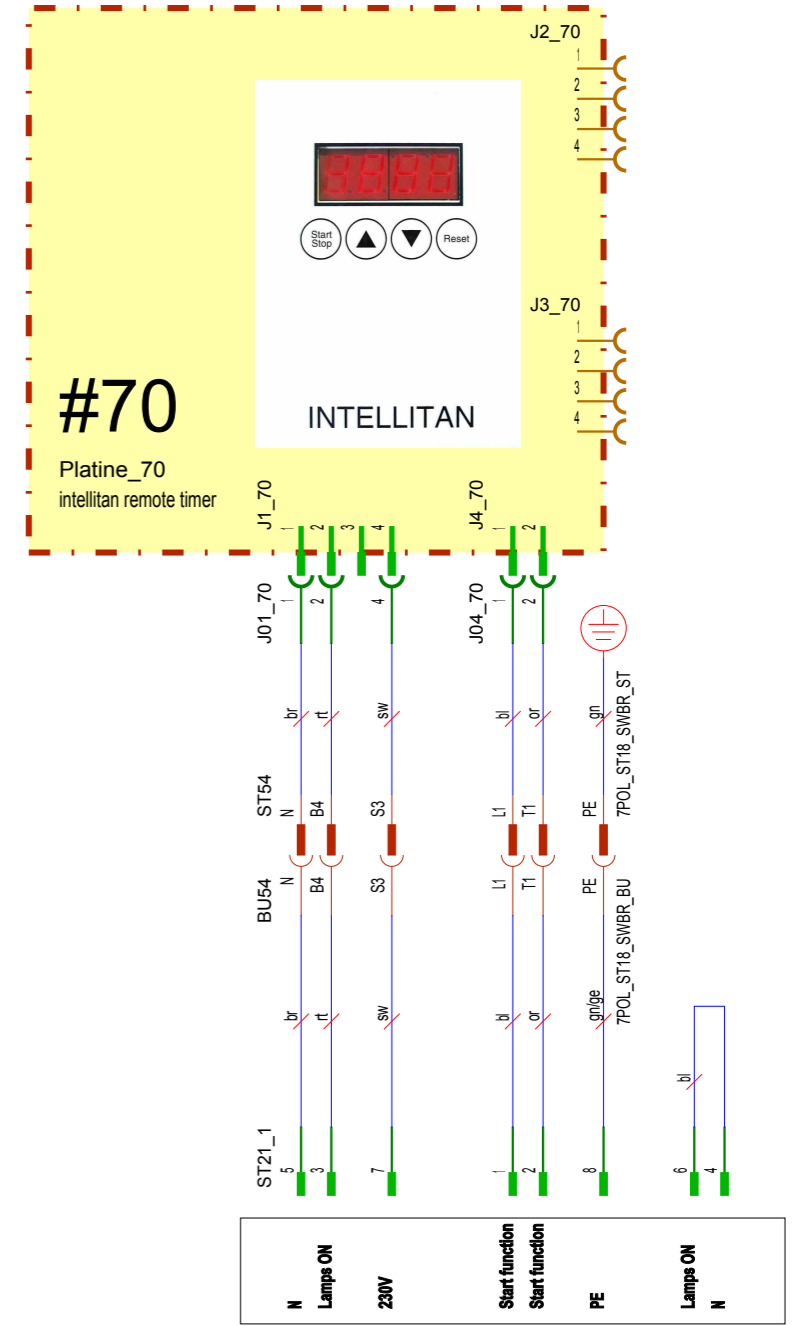 J2_70
1
2
3
4
Start
Stop
Reset
J3_70
1
2
3
4
#70
INTELLITAN
Platine_70
intellitan remote timer
J1_70
1
2
3
4
J4_70
1
2
J01_70
1
2
4
J04_70
1
2
br
rt
sw
bl
or
gn
7POL_ST18_SWBR_ST
ST54
N
B4
S3
L1
T1
PE
BU54
N
B4
S3
L1
T1
PE
7POL_ST18_SWBR_BU
br
rt
sw
bl
or
gn/ge
bl
ST21_1
5
3
7
1
2
8
6
4
N
Lamps ON
230V
Start function
Start function
PE
Lamps ON
N